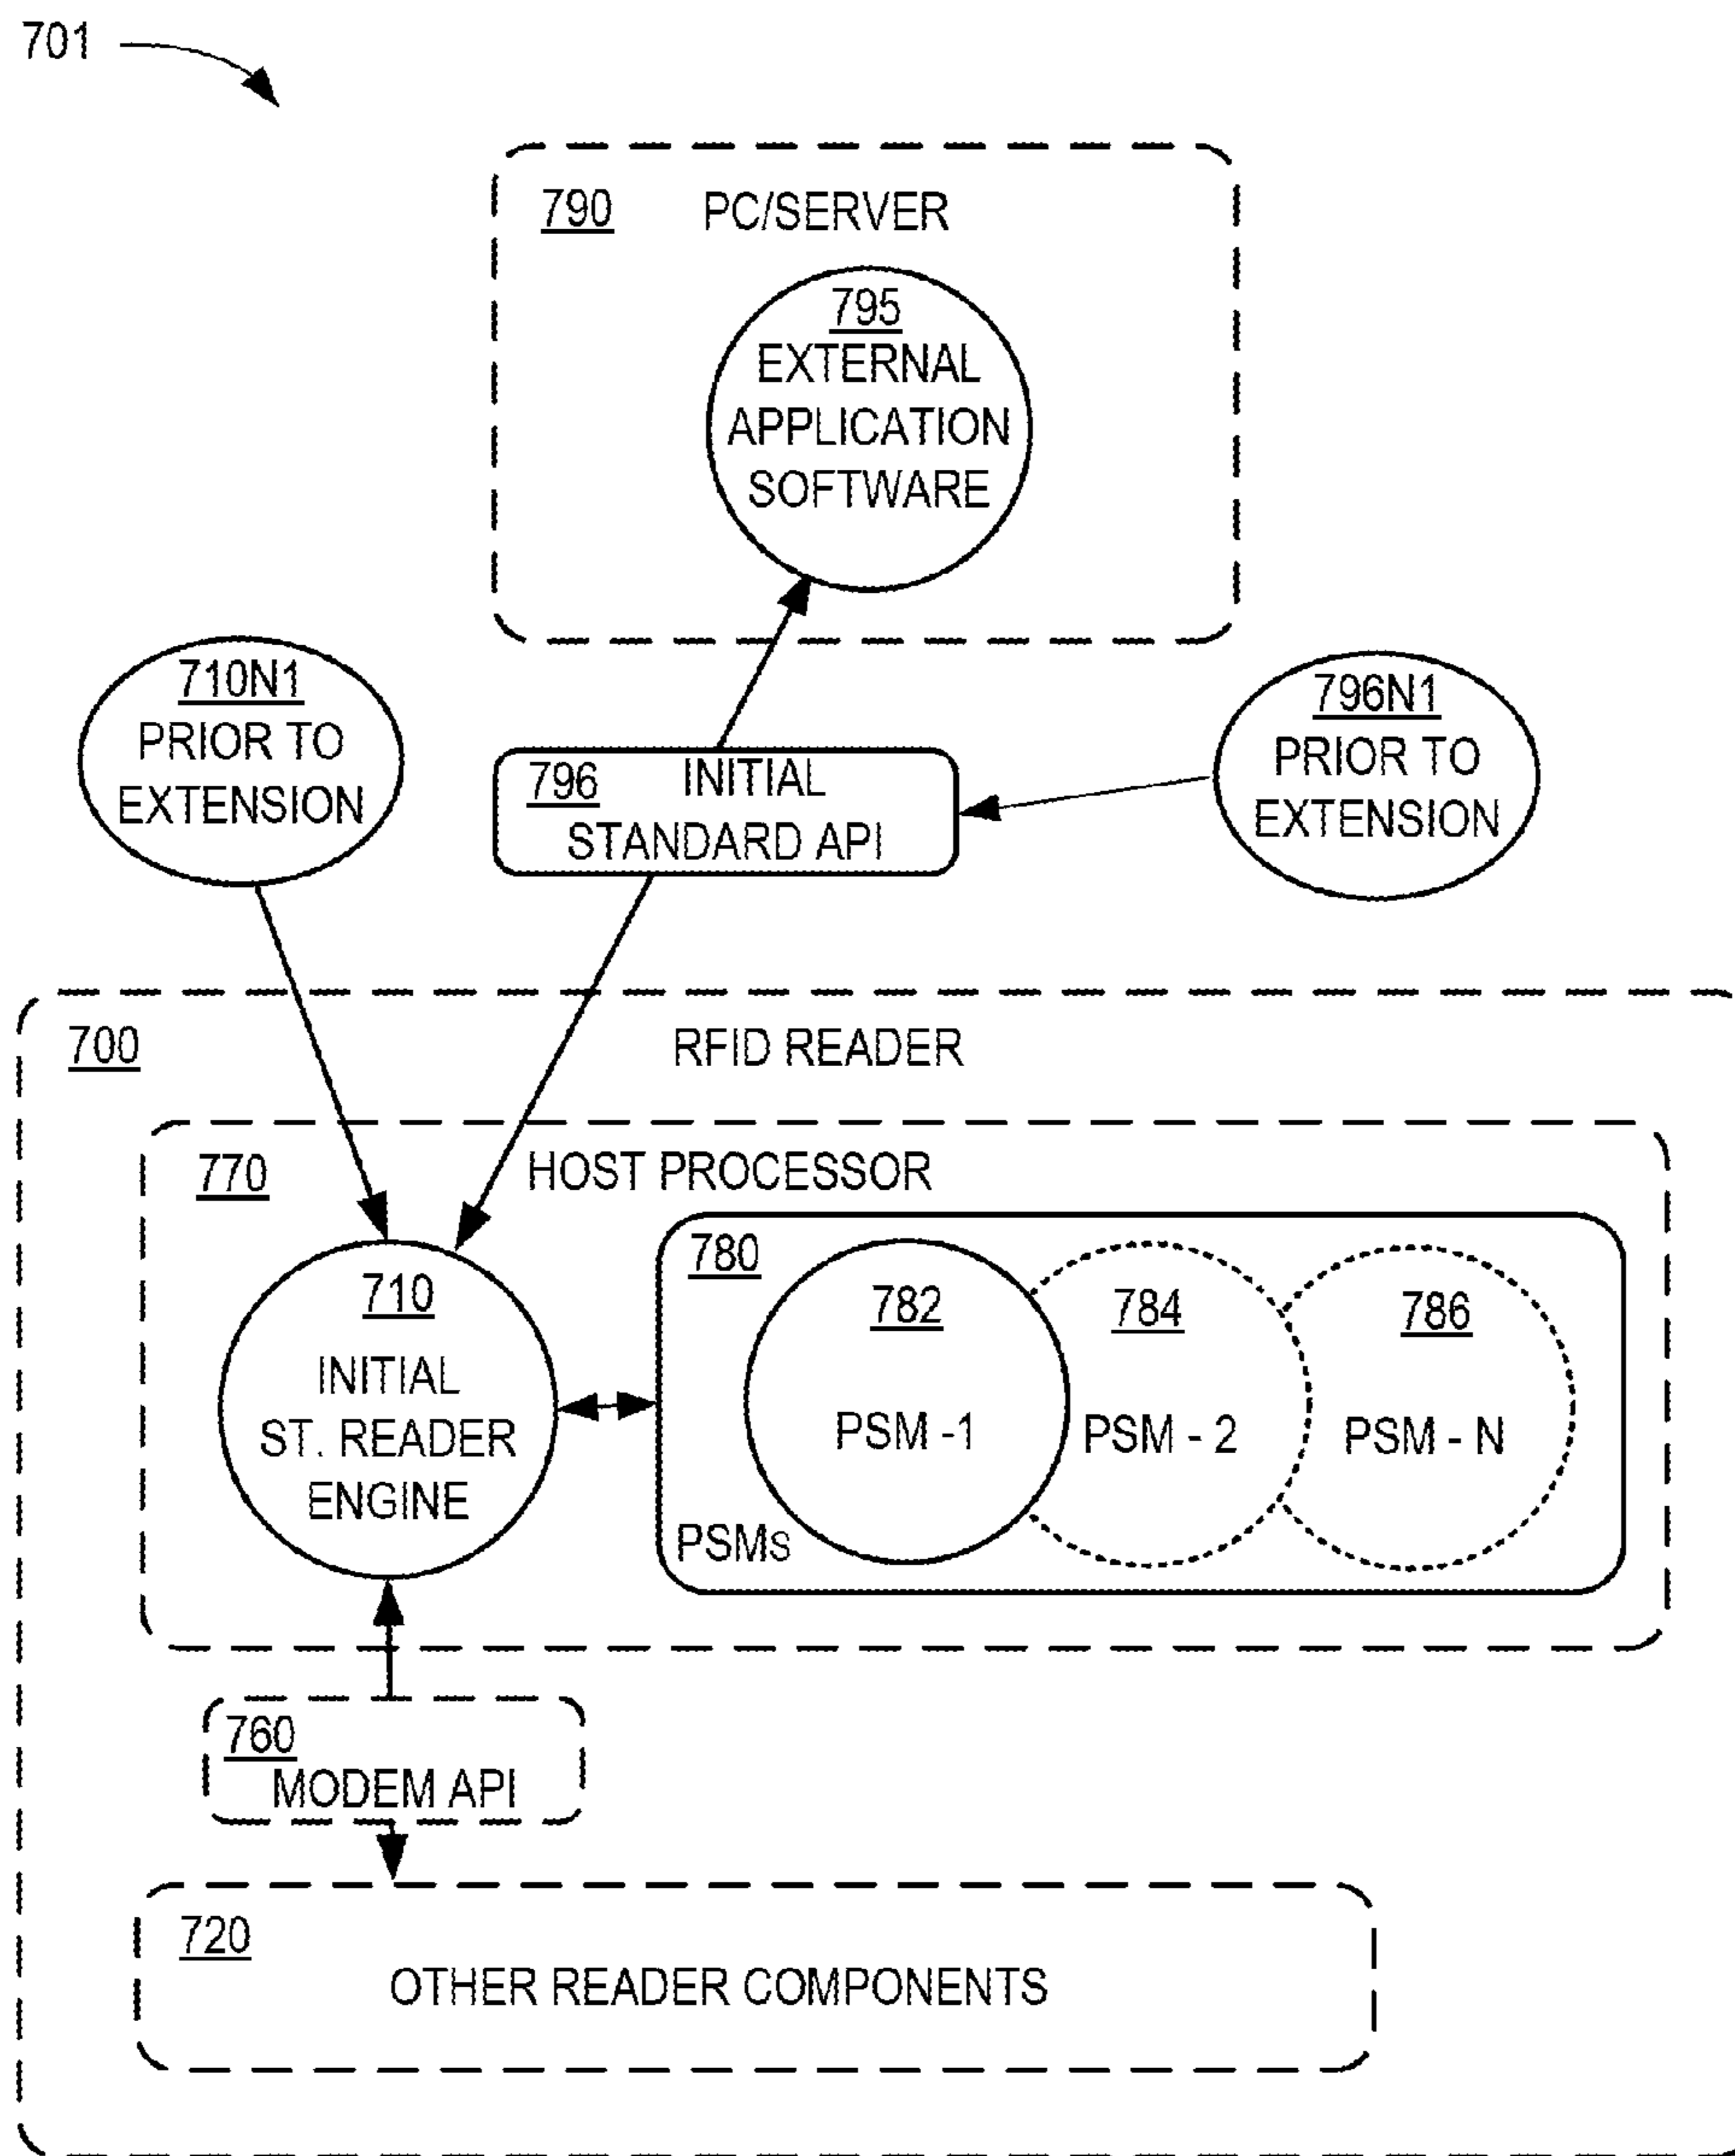 701
790 PC/SERVER
795
EXTERNAL
APPLICATION
SOFTWARE
710N1
PRIOR TO
EXTENSION
796 INITIAL
STANDARD API
796N1
PRIOR TO
EXTENSION
700 RFID READER
770 HOST PROCESSOR
710
INITIAL
ST. READER
ENGINE
780
782
PSM -1
784
PSM - 2
786
PSM - N
PSMs
760
MODEM API
720
OTHER READER COMPONENTS